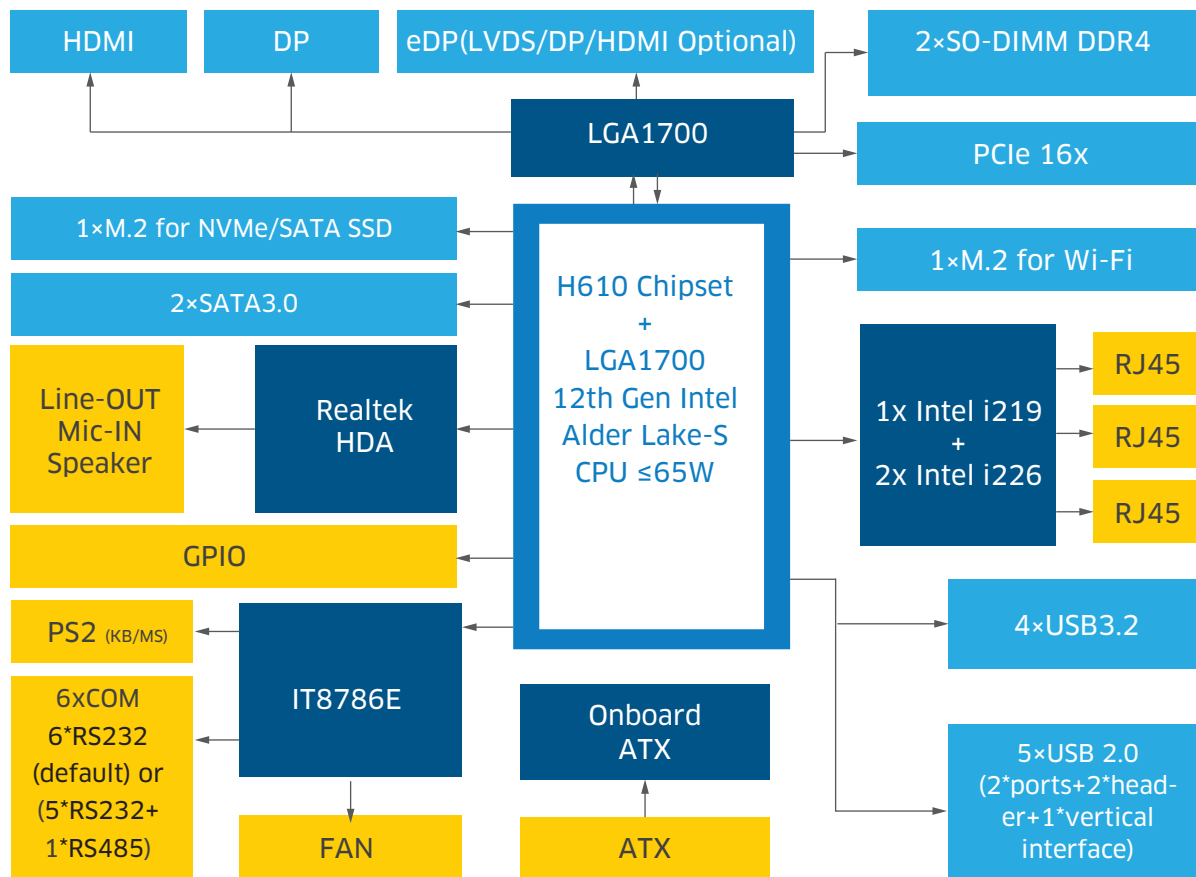 HDMI
DP
eDP(LVDS/DP/HDMI Optional)
2×SO-DIMM DDR4
LGA1700
PCIe 16x
1×M.2 for NVMe/SATA SSD
1×M.2 for Wi-Fi
2×SATA3.0
H610 Chipset
+
LGA1700
12th Gen Intel
Alder Lake-S
CPU ≤65W
Line-OUT
Mic-IN
Speaker
Realtek
HDA
1x Intel i219
+
2x Intel i226
RJ45
RJ45
RJ45
GPIO
PS2 (KB/MS)
IT8786E
4×USB3.2
6xCOM
6*RS232
(default) or
(5*RS232+
1*RS485)
Onboard
ATX
5×USB 2.0
(2*ports+2*head-
er+1*vertical
interface)
FAN
ATX